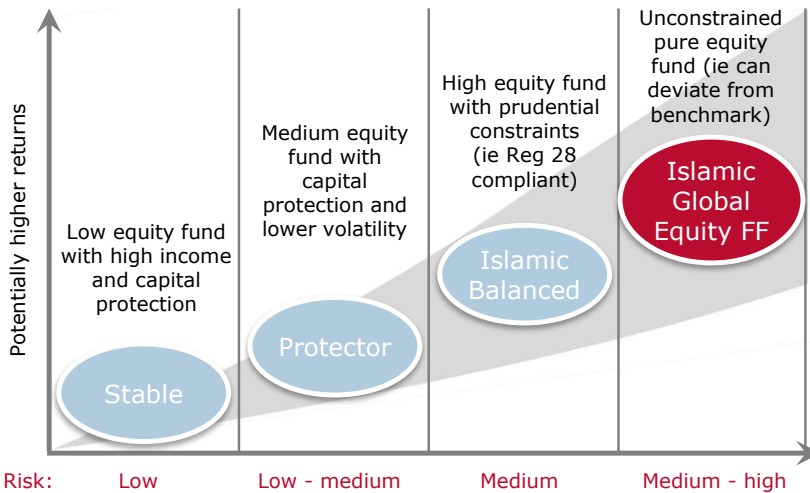 Potentially higher returns
Low equity fund
with high income
and capital
protection
Stable
Medium equity
fund with
capital
protection and
lower volatility
Protector
High equity fund
with prudential
constraints
(ie Reg 28
compliant)
Islamic
Balanced
Unconstrained
pure equity
fund (ie can
deviate from
benchmark)
Islamic
Global
Equity FF
Risk: Low Low - medium Medium Medium - high